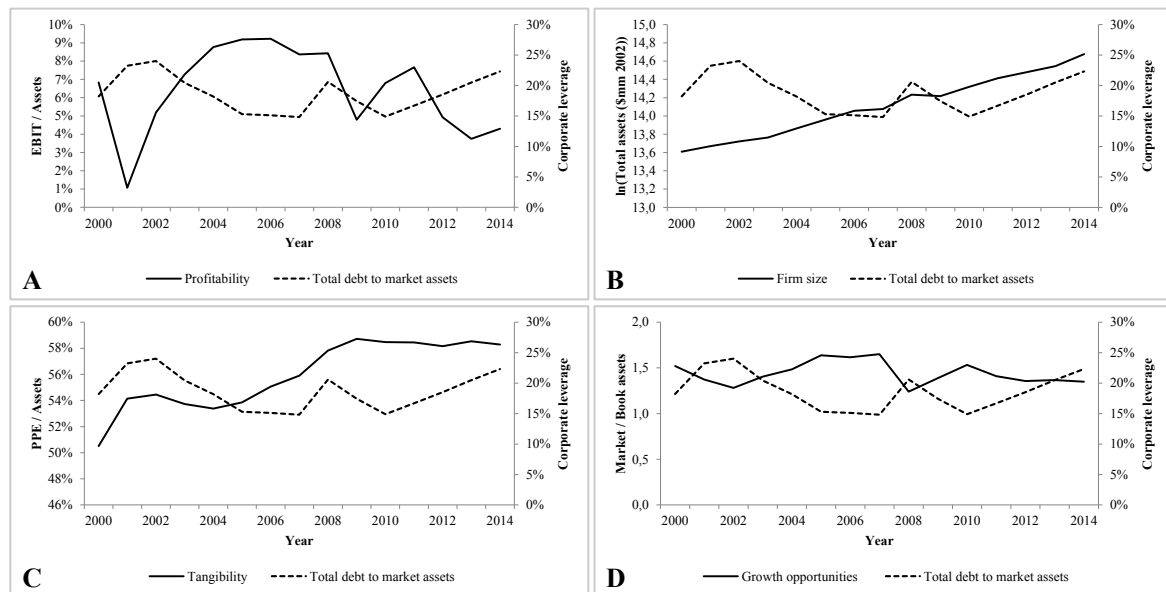 10%
9%
8%
7%
6%
5%
4%
3%
2%
1%
0%
EBIT / Assets
30%
25%
20%
15%
10%
5%
0%
Corporate leverage
2000 2002 2004 2006 2008 2010 2012 2014
Year
A
Profitability Total debt to market assets
15,0
14,8
14,6
14,4
14,2
14,0
13,8
13,6
13,4
13,2
13,0
ln(Total assets ($mm 2002))
30%
25%
20%
15%
10%
5%
0%
Corporate leverage
2000 2002 2004 2006 2008 2010 2012 2014
Year
B
Firm size Total debt to market assets
60%
58%
56%
54%
52%
50%
48%
46%
PPE / Assets
30%
25%
20%
15%
10%
5%
0%
Corporate leverage
2000 2002 2004 2006 2008 2010 2012 2014
Year
C
Tangibility Total debt to market assets
2,0
1,5
1,0
0,5
0,0
Market / Book assets
30%
25%
20%
15%
10%
5%
0%
Corporate leverage
2000 2002 2004 2006 2008 2010 2012 2014
Year
D
Growth opportunities Total debt to market assets